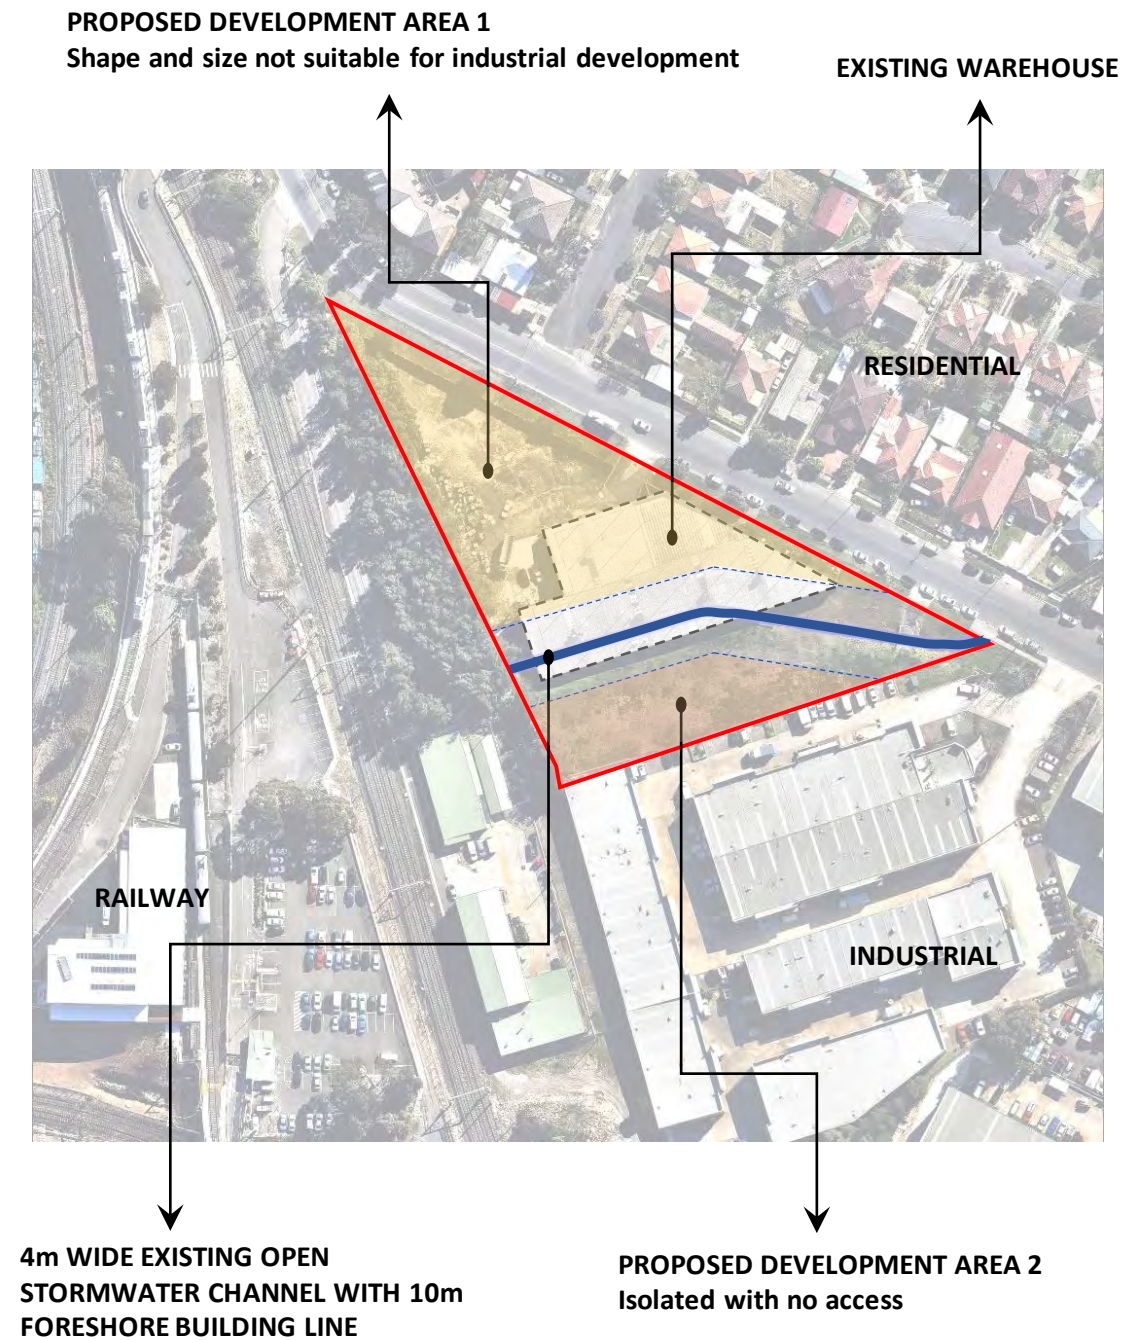 PROPOSED DEVELOPMENT AREA 1
Shape and size not suitable for industrial development
EXISTING WAREHOUSE
RESIDENTIAL
RAILWAY
INDUSTRIAL
4m WIDE EXISTING OPEN
STORMWATER CHANNEL WITH 10m
FORESHORE BUILDING LINE
PROPOSED DEVELOPMENT AREA 2
Isolated with no access